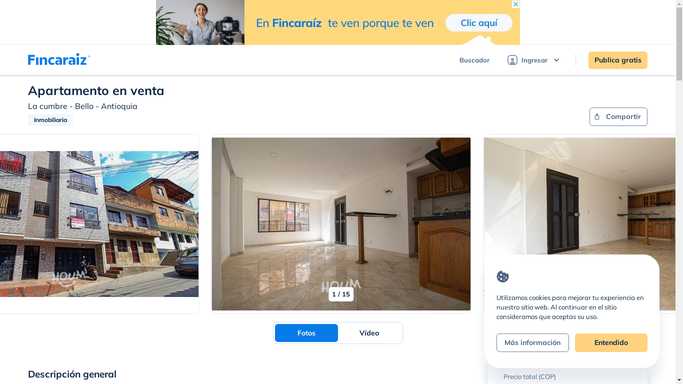 En Fincaraíz te ven porque te ven
Clic aquí
Fincaraíz
Buscador
Ingresar
Publica gratis
Apartamento en venta
La cumbre - Bello - Antioquia
Inmobiliaria
Compartir
HOUM
HOUM
1 / 15
Utilizamos cookies para mejorar tu experiencia en
nuestro sitio web. Al continuar en el sitio
consideramos que aceptas su uso.
Más información
Entendido
Fotos
Vídeo
Descripción general
Precio total (COP)